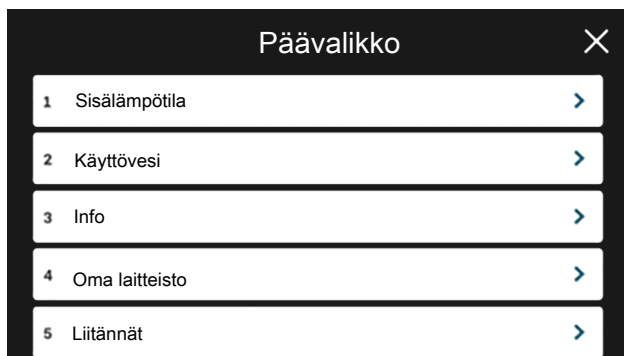 Päävalikko
1 Sisälämpötila
2 Käyttövesi
3 Info
4 Oma laitteisto
5 Liitännät